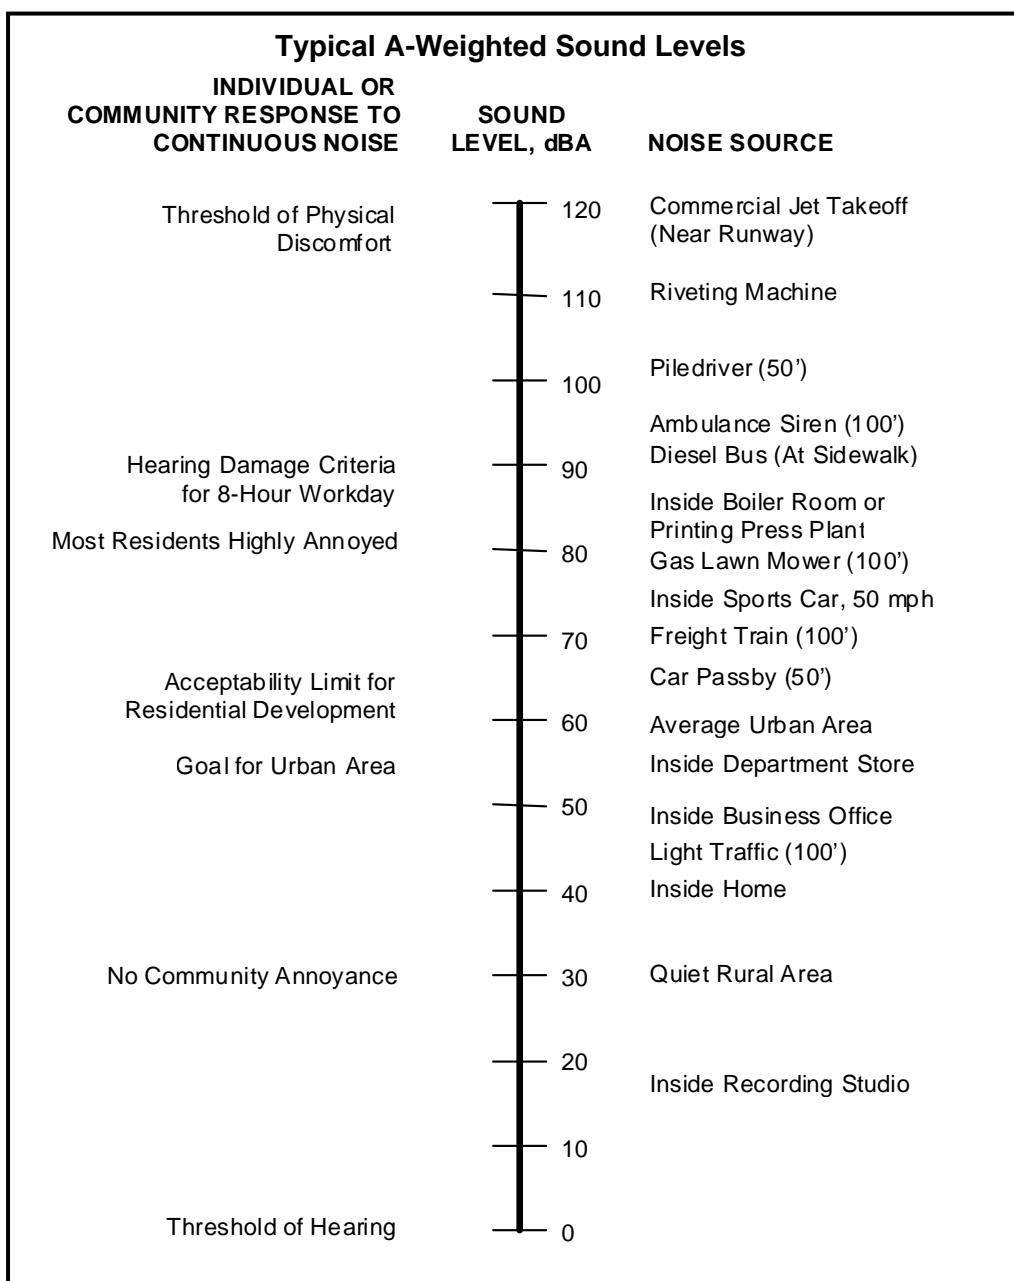 Typical A-Weighted Sound Levels
INDIVIDUAL OR
COMMUNITY RESPONSE TO
CONTINUOUS NOISE
SOUND
LEVEL, dBA
NOISE SOURCE
Threshold of Physical
Discomfort
120
Commercial Jet Takeoff
(Near Runway)
110
Riveting Machine
100
Piledriver (50’)
Ambulance Siren (100’)
Hearing Damage Criteria
for 8-Hour Workday
90
Diesel Bus (At Sidewalk)
Inside Boiler Room or
Printing Press Plant
Most Residents Highly Annoyed
80
Gas Lawn Mower (100’)
Inside Sports Car, 50 mph
70
Freight Train (100’)
Acceptability Limit for
Residential Development
Car Passby (50’)
60
Average Urban Area
Goal for Urban Area
Inside Department Store
50
Inside Business Office
Light Traffic (100’)
40
Inside Home
No Community Annoyance
30
Quiet Rural Area
20
Inside Recording Studio
10
Threshold of Hearing
0